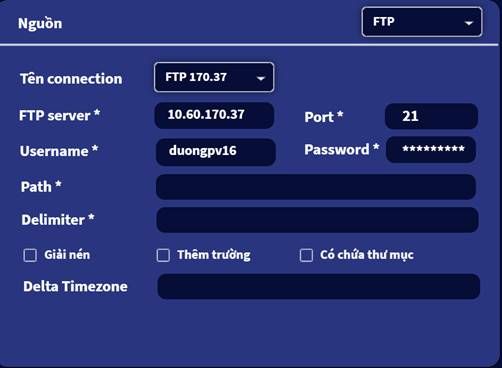 Nguồn FTP
Tên connection FTP 170.37
FTP server * 10.60.170.37 Port * 21
Username * duongpv16 Password * *********
Path *
Delimiter *
Giải nén Thêm trường Có chứa thư mục
Delta Timezone